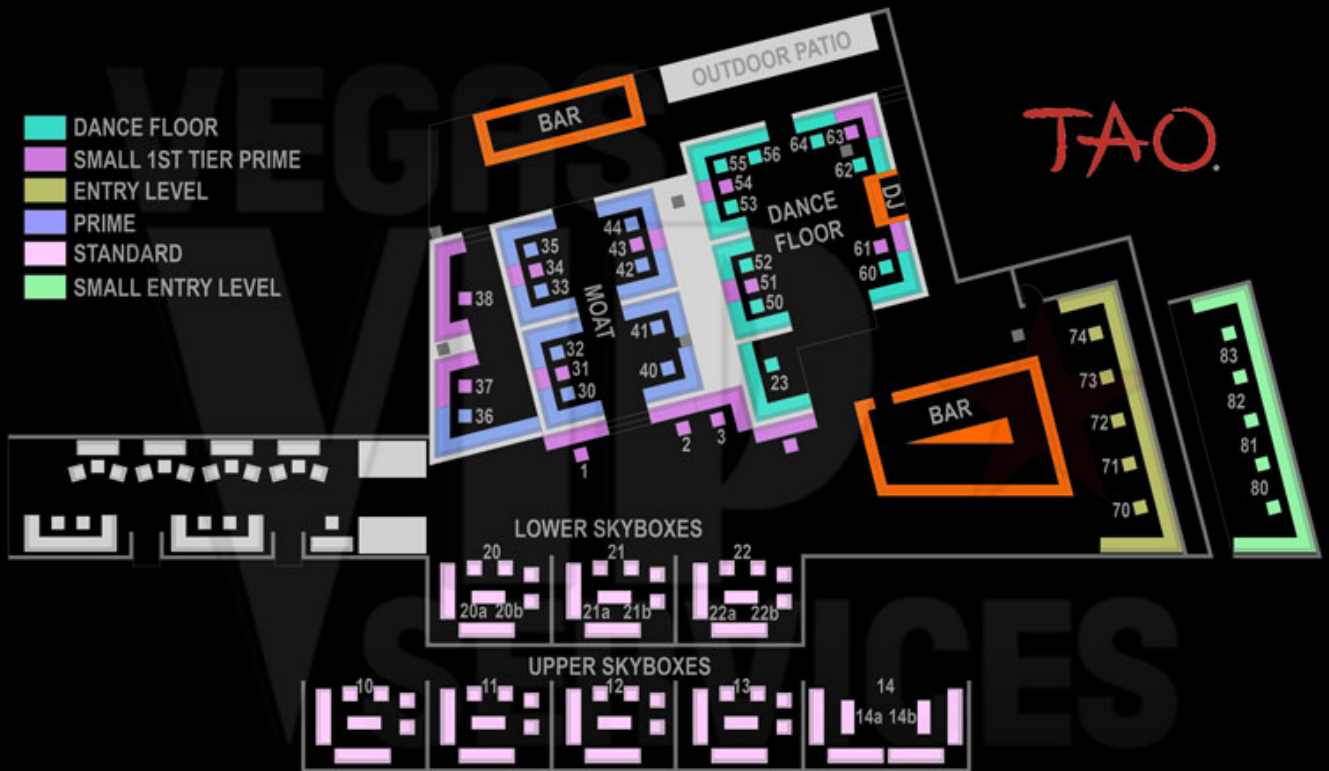 VEGAS
VIP
SERVICES
OUTDOOR PATIO
BAR
TAO.
DANCE FLOOR
SMALL 1ST TIER PRIME
ENTRY LEVEL
PRIME
STANDARD
SMALL ENTRY LEVEL
55 56 64 63
54 62
53 DJ
DANCE
FLOOR
44
43
42
35
34
33
MOAT
38
52
51
50
61
60
41
40
32
31
30
37
36
23
74
73
72
71
70
83
82
81
80
BAR
1
2
3
LOWER SKYBOXES
20 21 22
20a 20b 21a 21b 22a 22b
UPPER SKYBOXES
10 11 12 13 14
14a 14b